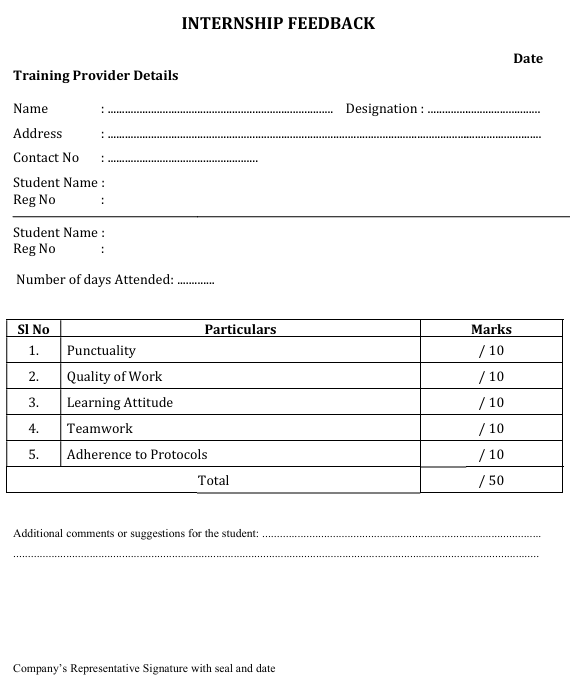 INTERNSHIP FEEDBACK
Date
Training Provider Details
Name : ................................................................ Designation : ......................................
Address : ..........................................................................................................................
Contact No : ..........................................
Student Name :
Reg No :
Student Name :
Reg No :
Number of days Attended: .............
Sl No Particulars Marks
1. Punctuality / 10
2. Quality of Work / 10
3. Learning Attitude / 10
4. Teamwork / 10
5. Adherence to Protocols / 10
Total / 50
Additional comments or suggestions for the student: ................................................................................
................................................................................................................................................................
Company’s Representative Signature with seal and date